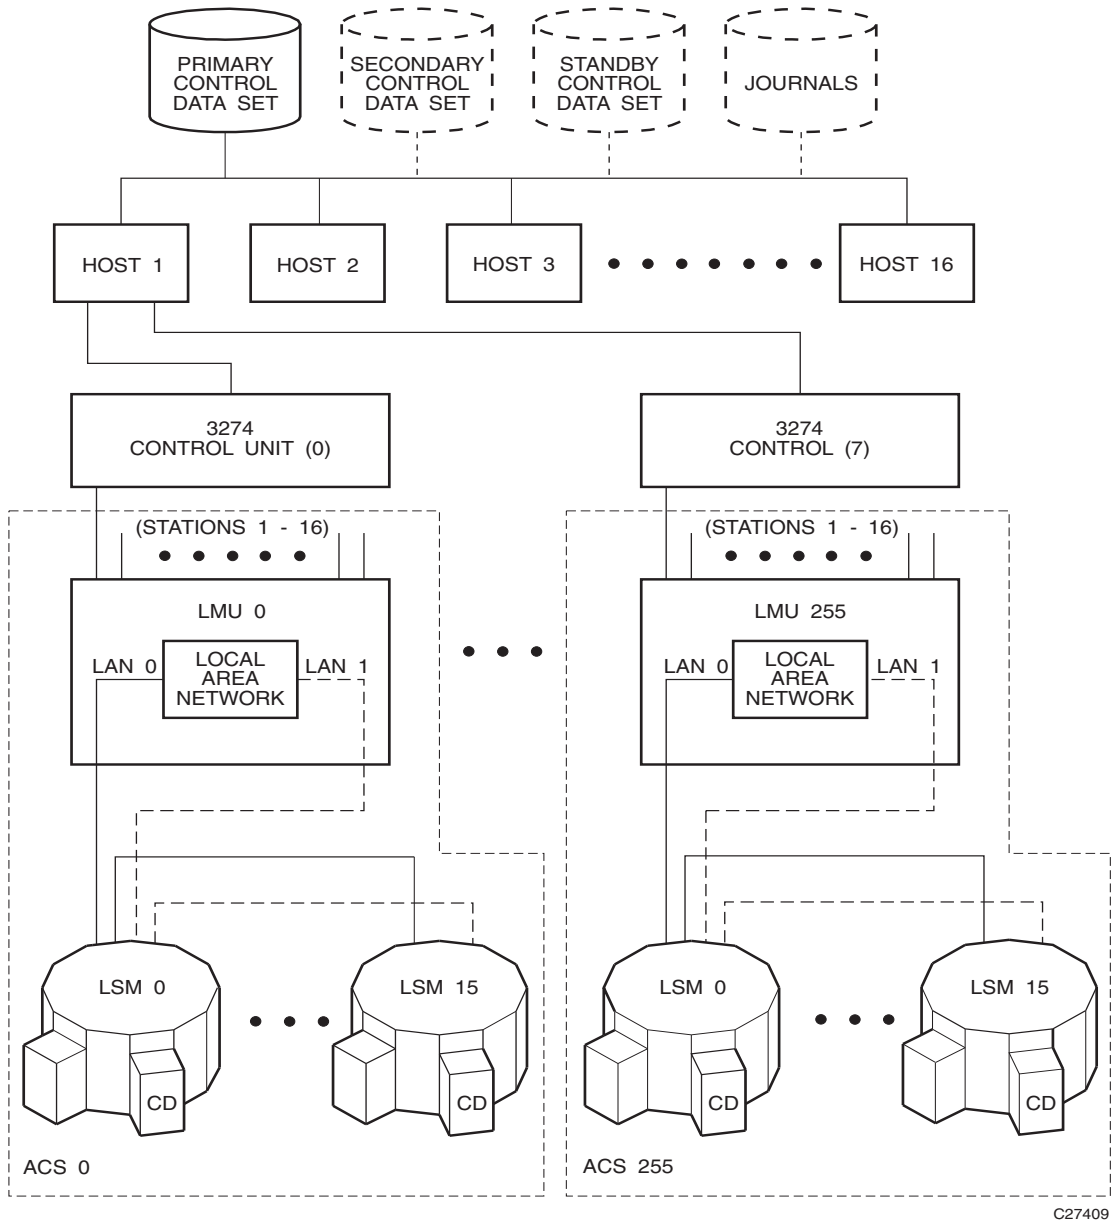 PRIMARY
CONTROL
DATA SET
SECONDARY
CONTROL
DATA SET
STANDBY
CONTROL
DATA SET
JOURNALS
HOST 1
HOST 2
HOST 3
HOST 16
3274
CONTROL UNIT (0)
3274
CONTROL (7)
(STATIONS 1 - 16)
(STATIONS 1 - 16)
LMU 0
LAN 0
LOCAL
AREA
NETWORK
LAN 1
LMU 255
LAN 0
LOCAL
AREA
NETWORK
LAN 1
LSM 0
LSM 15
LSM 0
LSM 15
CD
CD
CD
CD
ACS 0
ACS 255
C27409